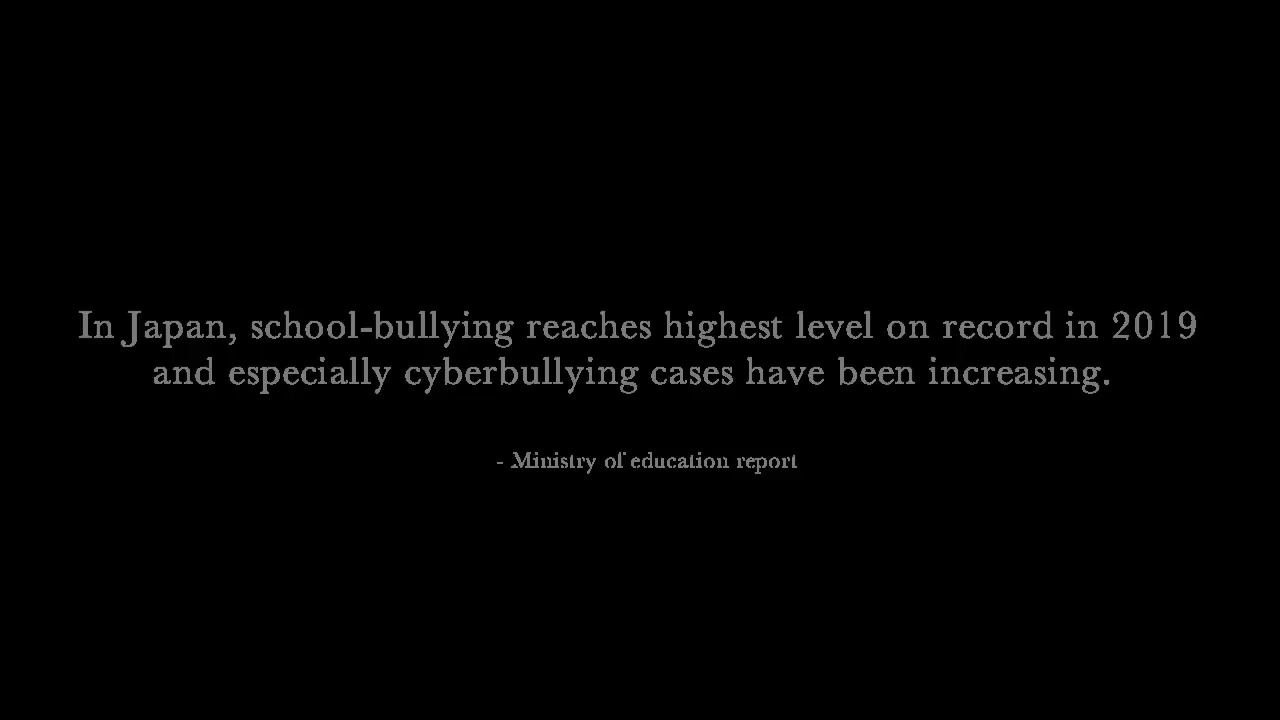 In Japan, school-bullying reaches highest level on record in 2019
and especially cyberbullying cases have been increasing.
- Ministry of education report